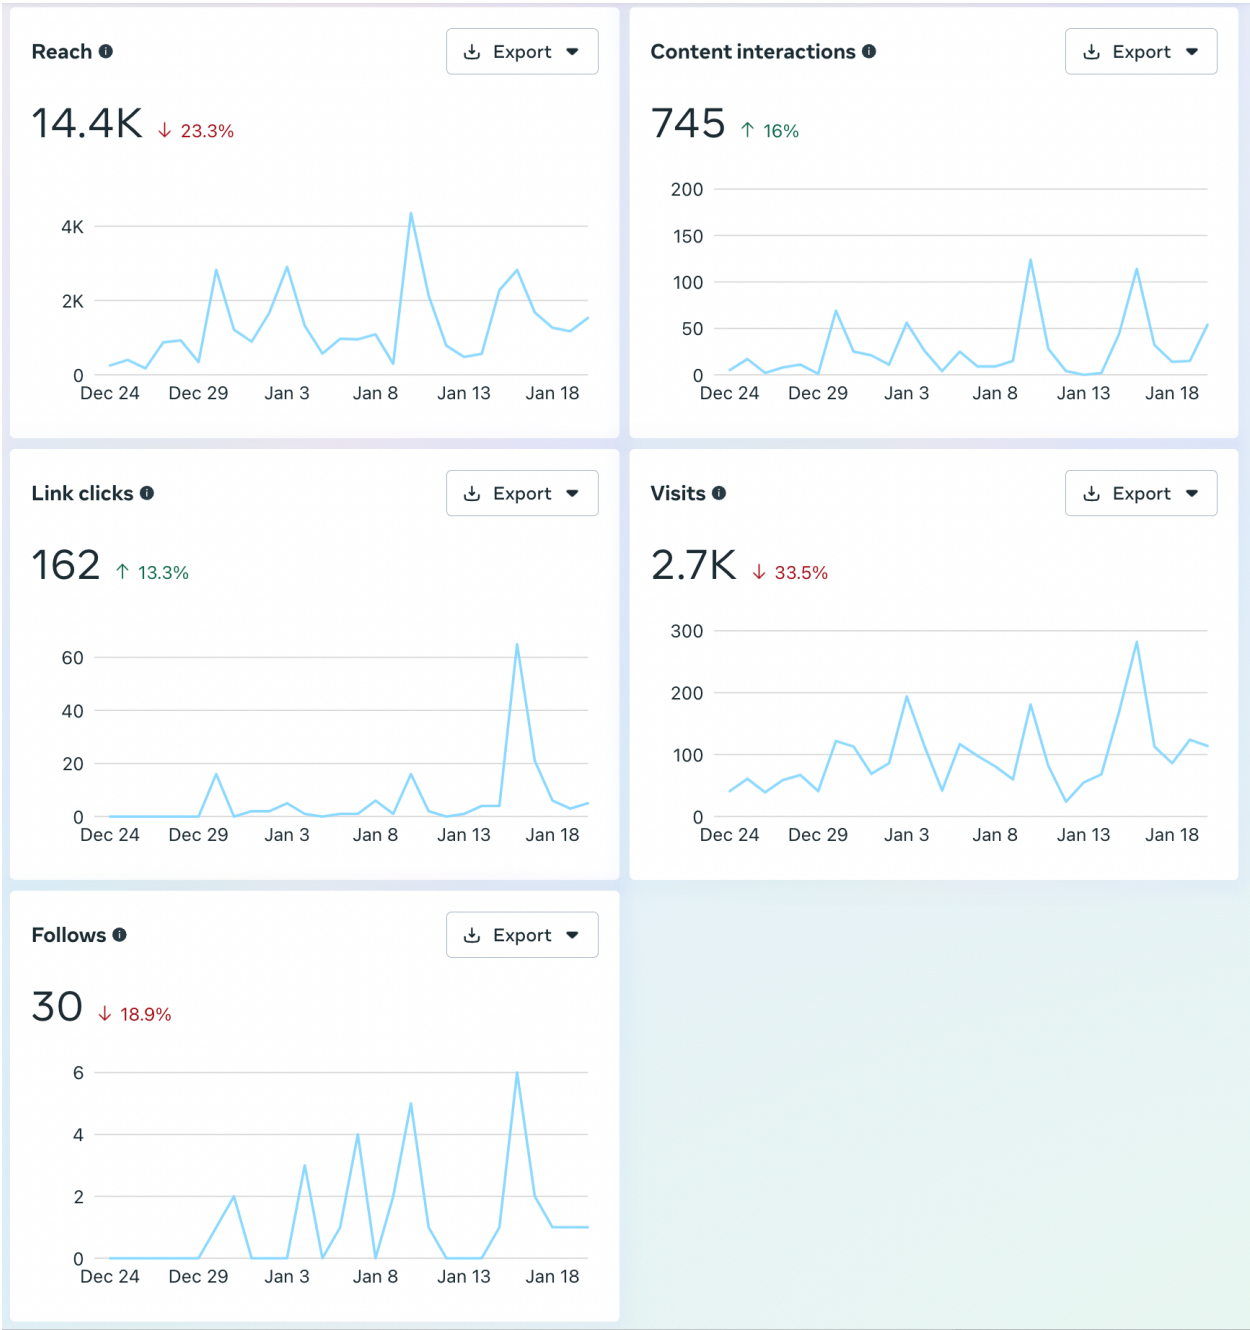 Reach
Export
14.4K ↓ 23.3%
4K
2K
0
Dec 24 Dec 29 Jan 3 Jan 8 Jan 13 Jan 18
Content interactions
Export
745 ↑ 16%
200
150
100
50
0
Dec 24 Dec 29 Jan 3 Jan 8 Jan 13 Jan 18
Link clicks
Export
162 ↑ 13.3%
60
40
20
0
Dec 24 Dec 29 Jan 3 Jan 8 Jan 13 Jan 18
Visits
Export
2.7K ↓ 33.5%
300
200
100
0
Dec 24 Dec 29 Jan 3 Jan 8 Jan 13 Jan 18
Follows
Export
30 ↓ 18.9%
6
4
2
0
Dec 24 Dec 29 Jan 3 Jan 8 Jan 13 Jan 18